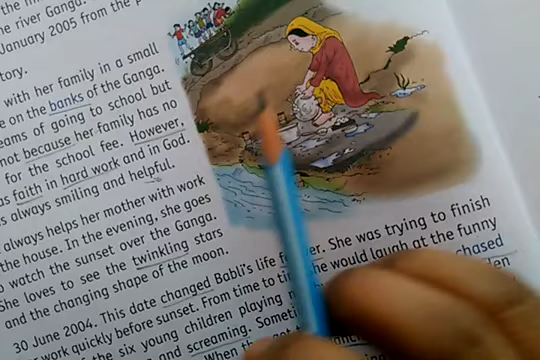 the river Ganga.
January 2005 from the
tory.
with her family in a small
e on the banks of the Ganga.
eams of going to school but
not because her family has no
for the school fee. However,
as faith in hard work and in God.
s always smiling and helpful.
always helps her mother with work
the house. In the evening, she goes
o watch the sunset over the Ganga.
She loves to see the twinkling stars
and the changing shape of the moon.
30 June 2004. This date changed Babli's life She was trying to finish
work quickly before sunset. From time to she would laugh at the funny
of the six young children playing chased
and screaming.
When